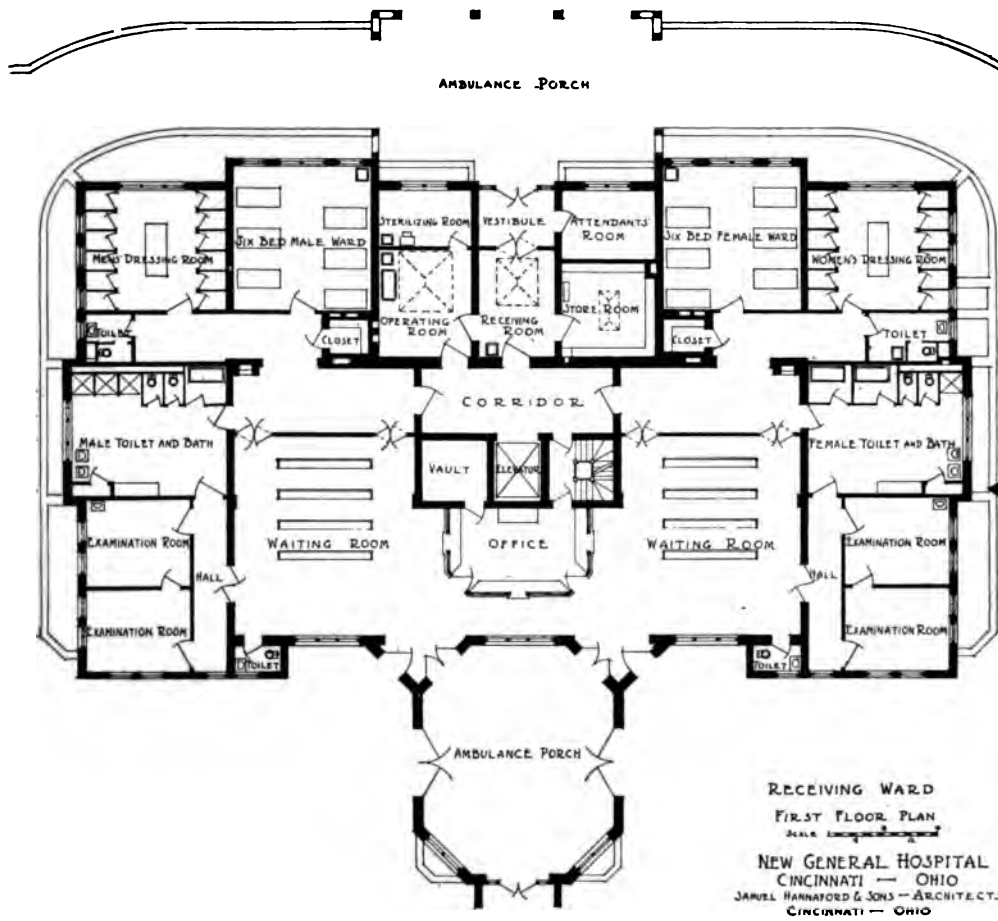 AMBULANCE PORCH
STERILIZING ROOM
VESTIBULE
ATTENDANTS'
ROOM
MEN'S DRESSING ROOM
SIX BED MALE WARD
SIX BED FEMALE WARD
WOMEN'S DRESSING ROOM
TOILET
CLOSET
OPERATING
ROOM
RECEIVING
ROOM
STORE ROOM
CLOSET
TOILET
CORRIDOR
MALE TOILET AND BATH
VAULT
ELEVATOR
FEMALE TOILET AND BATH
EXAMINATION ROOM
WAITING ROOM
OFFICE
WAITING ROOM
EXAMINATION ROOM
HALL
HALL
EXAMINATION ROOM
EXAMINATION ROOM
TOILET
TOILET
AMBULANCE PORCH
RECEIVING WARD
FIRST FLOOR PLAN
SCALE
NEW GENERAL HOSPITAL
CINCINNATI — OHIO
SAMUEL HANNAFORD & SONS — ARCHITECTS
CINCINNATI — OHIO